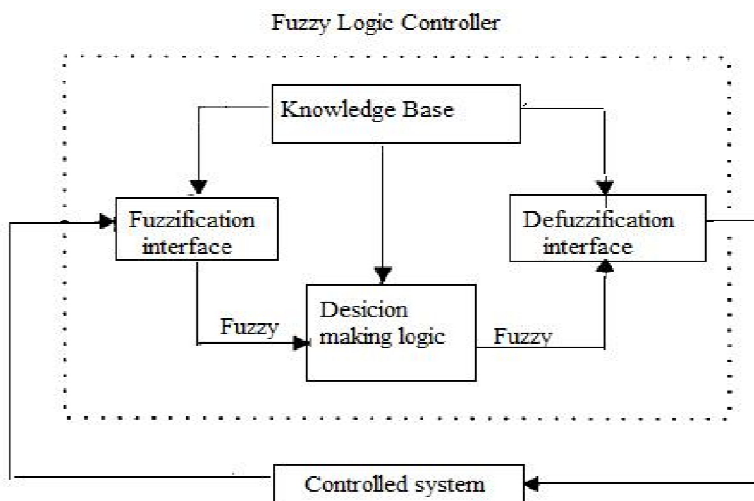 Fuzzy Logic Controller
Knowledge Base
Fuzzification
interface
Defuzzification
interface
Desicion
making logic
Fuzzy
Fuzzy
Controlled system